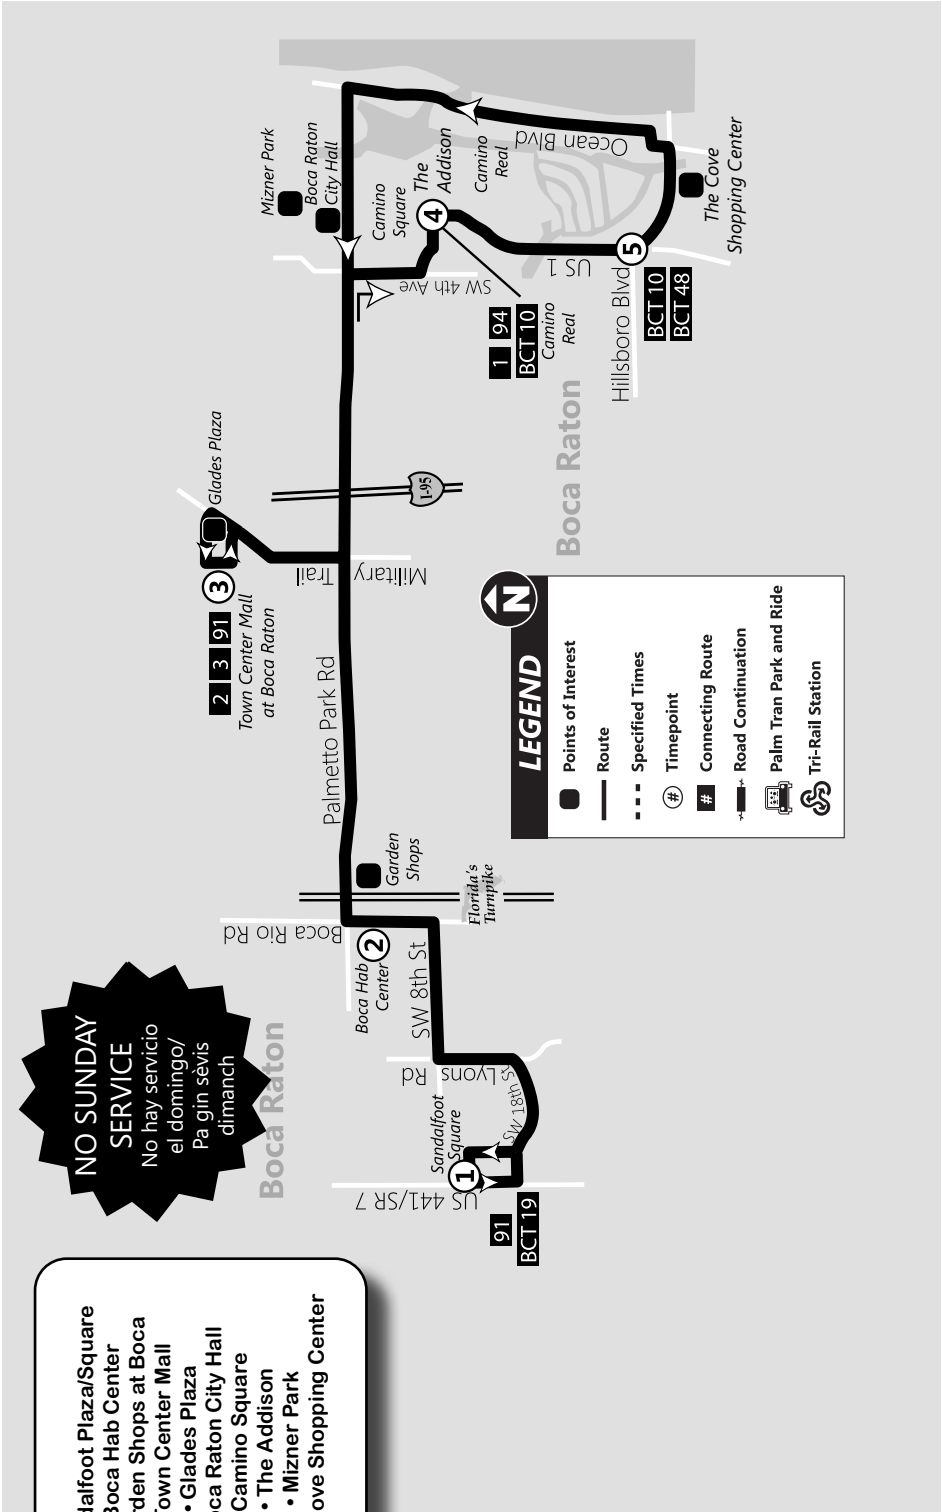 NO SUNDAY
SERVICE
No hay servicio
el domingo/
Pa gin sèvis
dimanch
dalfoot Plaza/Square
Boca Hab Center
rden Shops at Boca
Town Center Mall
• Glades Plaza
ca Raton City Hall
Camino Square
• The Addison
• Mizner Park
ove Shopping Center
Boca Raton
US 441/SR 7
91
BCT 19
1
Sandalfoot
Square
SW 18th St
Lyons Rd
SW 8th St
Boca Hab
Center
2
Boca Rio Rd
Florida's
Turnpike
Garden
Shops
Palmetto Park Rd
2 3 91
Town Center Mall
at Boca Raton
3
Glades Plaza
Military
Trail
I-95
Boca Raton
Mizner Park
Boca Raton
City Hall
Camino
Square
The
Addison
4
Camino
Real
SW 4th Ave
1 94
BCT 10
Camino
Real
US 1
Ocean Blvd
Hillsboro Blvd
5
BCT 10
BCT 48
The Cove
Shopping Center
LEGEND
N
Points of Interest
Route
Specified Times
# Timepoint
# Connecting Route
Road Continuation
Palm Tran Park and Ride
Tri-Rail Station